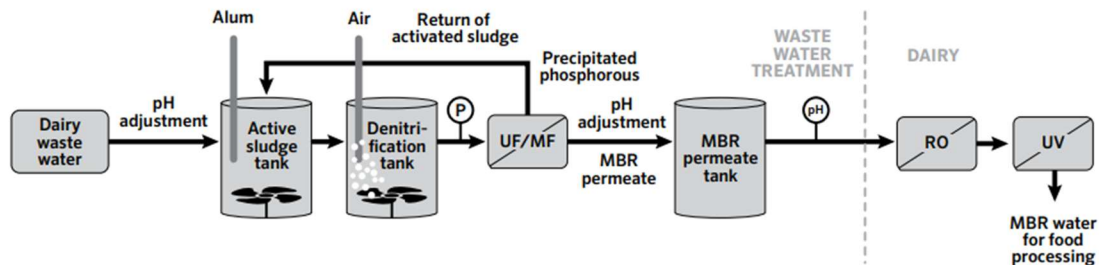 Alum
Air
Return of
activated sludge
Precipitated
phosphorous
WASTE
WATER
TREATMENT
DAIRY
Dairy
waste
water
pH
adjustment
Active
sludge
tank
Denitri-
fication
tank
P
UF/MF
pH
adjustment
MBR
permeate
MBR
permeate
tank
pH
RO
UV
MBR water
for food
processing